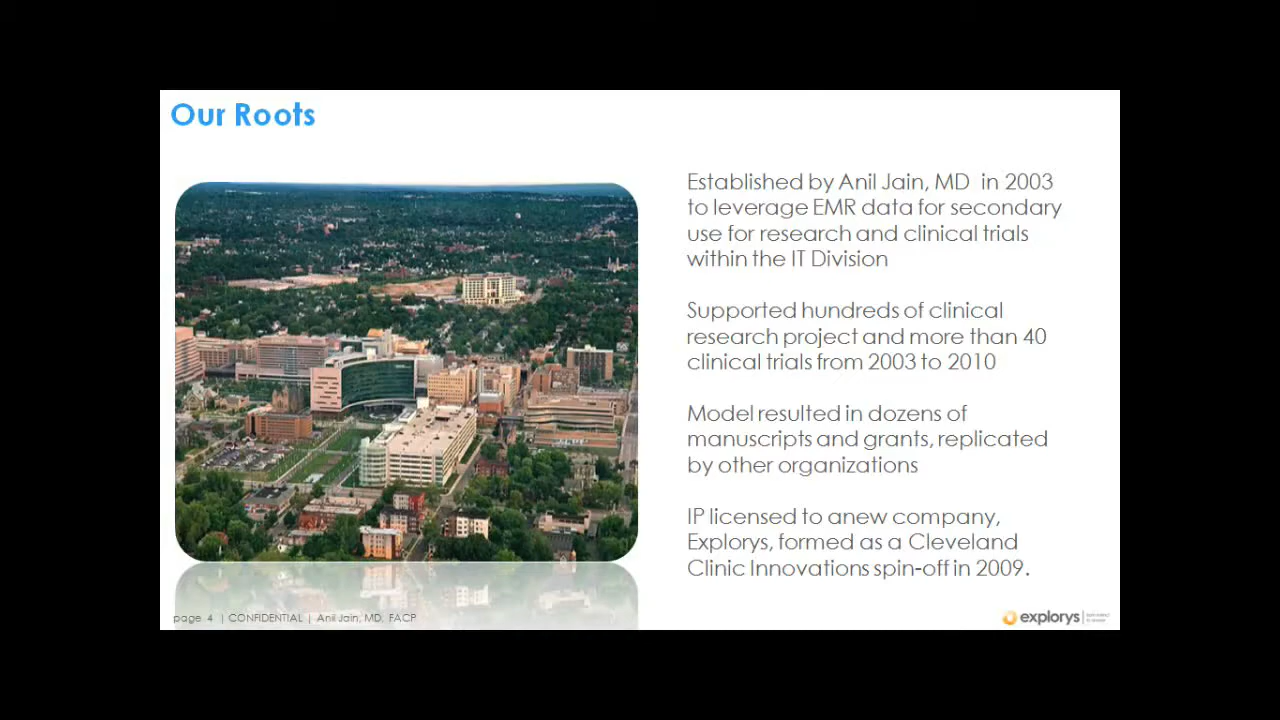 Our Roots
Established by Anil Jain, MD  in 2003
to leverage EMR data for secondary
use for research and clinical trials
within the IT Division
Supported hundreds of clinical
research project and more than 40
clinical trials from 2003 to 2010
Model resulted in dozens of
manuscripts and grants, replicated
by other organizations
IP licensed to anew company,
Explorys, formed as a Cleveland
Clinic Innovations spin-off in 2009.
page 4 | CONFIDENTIAL | Anil Jain, MD, FACP
explorys